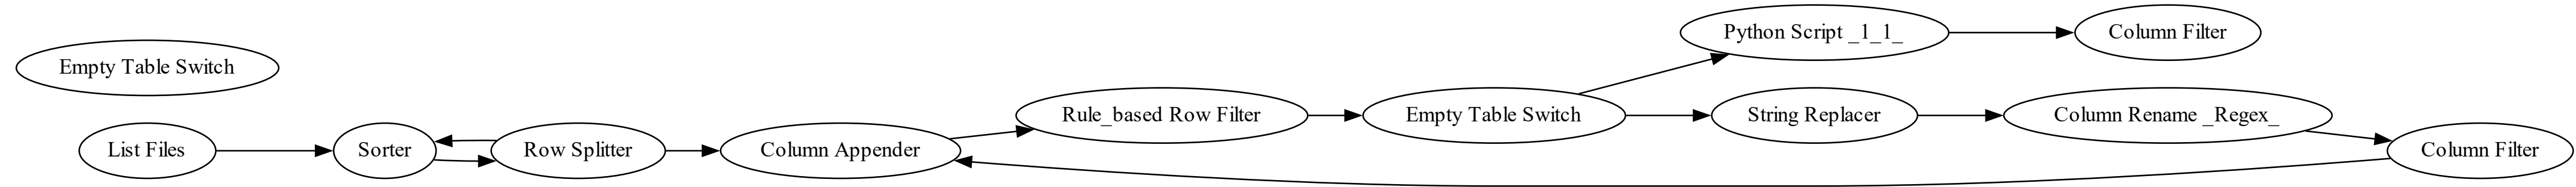 Empty Table Switch
List Files
Sorter
Row Splitter
Column Appender
Rule_based Row Filter
Empty Table Switch
Python Script _1_1_
Column Filter
String Replacer
Column Rename _Regex_
Column Filter